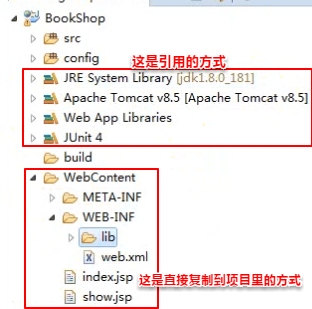 BookShop
src
config
这是引用的方式
JRE System Library [jdk1.8.0_181]
Apache Tomcat v8.5 [Apache Tomcat v8.5]
Web App Libraries
JUnit 4
build
WebContent
META-INF
WEB-INF
lib
web.xml
index.jsp 这是直接复制到项目里的方式
show.jsp